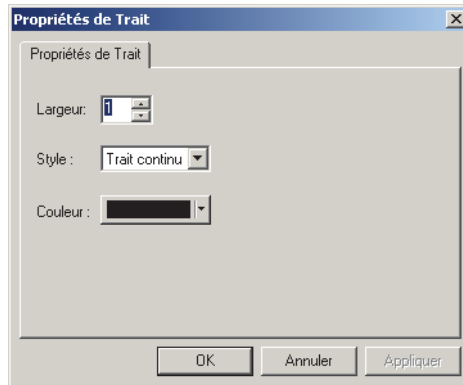 Propriétés de Trait
Propriétés de Trait
Largeur: 1
Style : Trait continu
Couleur :
OK Annuler Appliquer